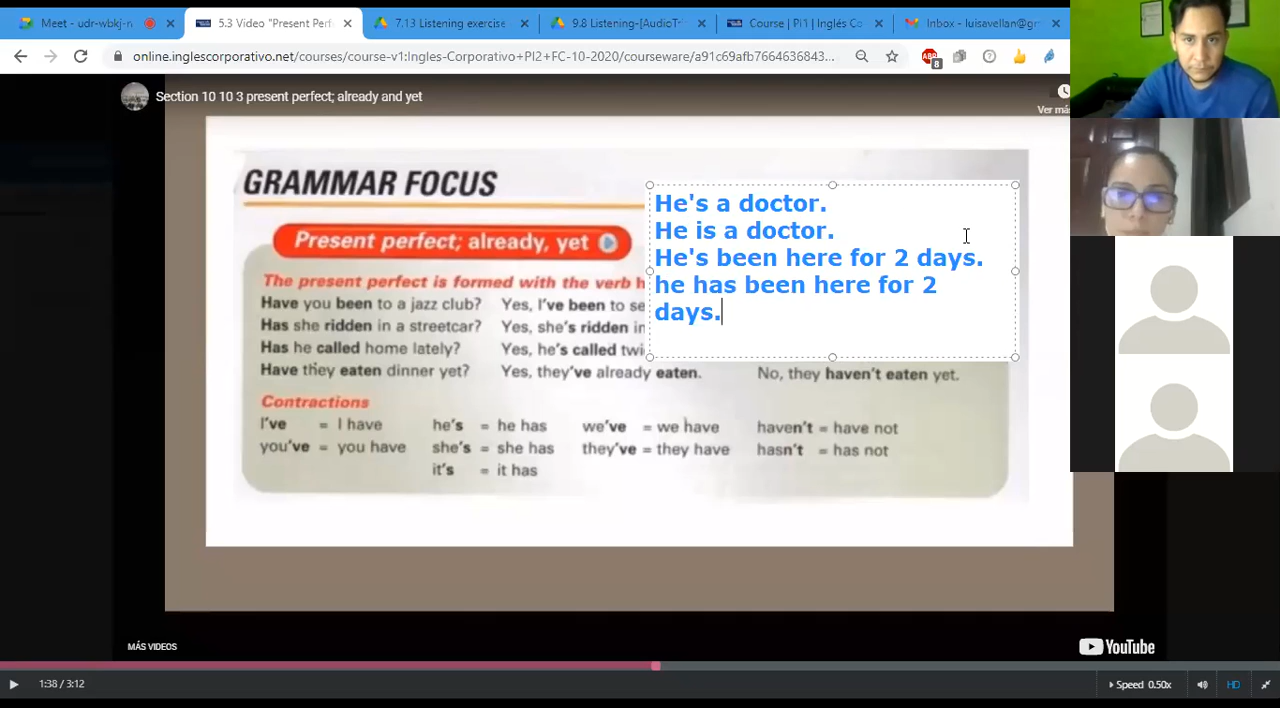 Meet - udr-wbkj-n
5.3 Video "Present Perf
7.13 Listening exercise
9.8 Listening-[AudioTri
Course | PI1 | Inglés Co
Inbox - luisavellan@gr
online.inglescorporativo.net/courses/course-v1:Ingles-Corporativo+PI2+FC-10-2020/courseware/a91c69afb7664636843...
8
Section 10 10 3 present perfect; already and yet
Ver más
GRAMMAR FOCUS
Present perfect; already, yet
The present perfect is formed with the verb h
Have you been to a jazz club? Yes, I've been to se
Has she ridden in a streetcar? Yes, she's ridden in
Has he called home lately? Yes, he's called twi
Have they eaten dinner yet? Yes, they've already eaten. No, they haven't eaten yet.
He's a doctor.
He is a doctor.
He's been here for 2 days.
he has been here for 2
days.
Contractions
I've = I have he's = he has we've = we have haven't = have not
you've = you have she's = she has they've = they have hasn't = has not
it's = it has
MÁS VIDEOS
YouTube
1:38 / 3:12
Speed 0.50x
HD